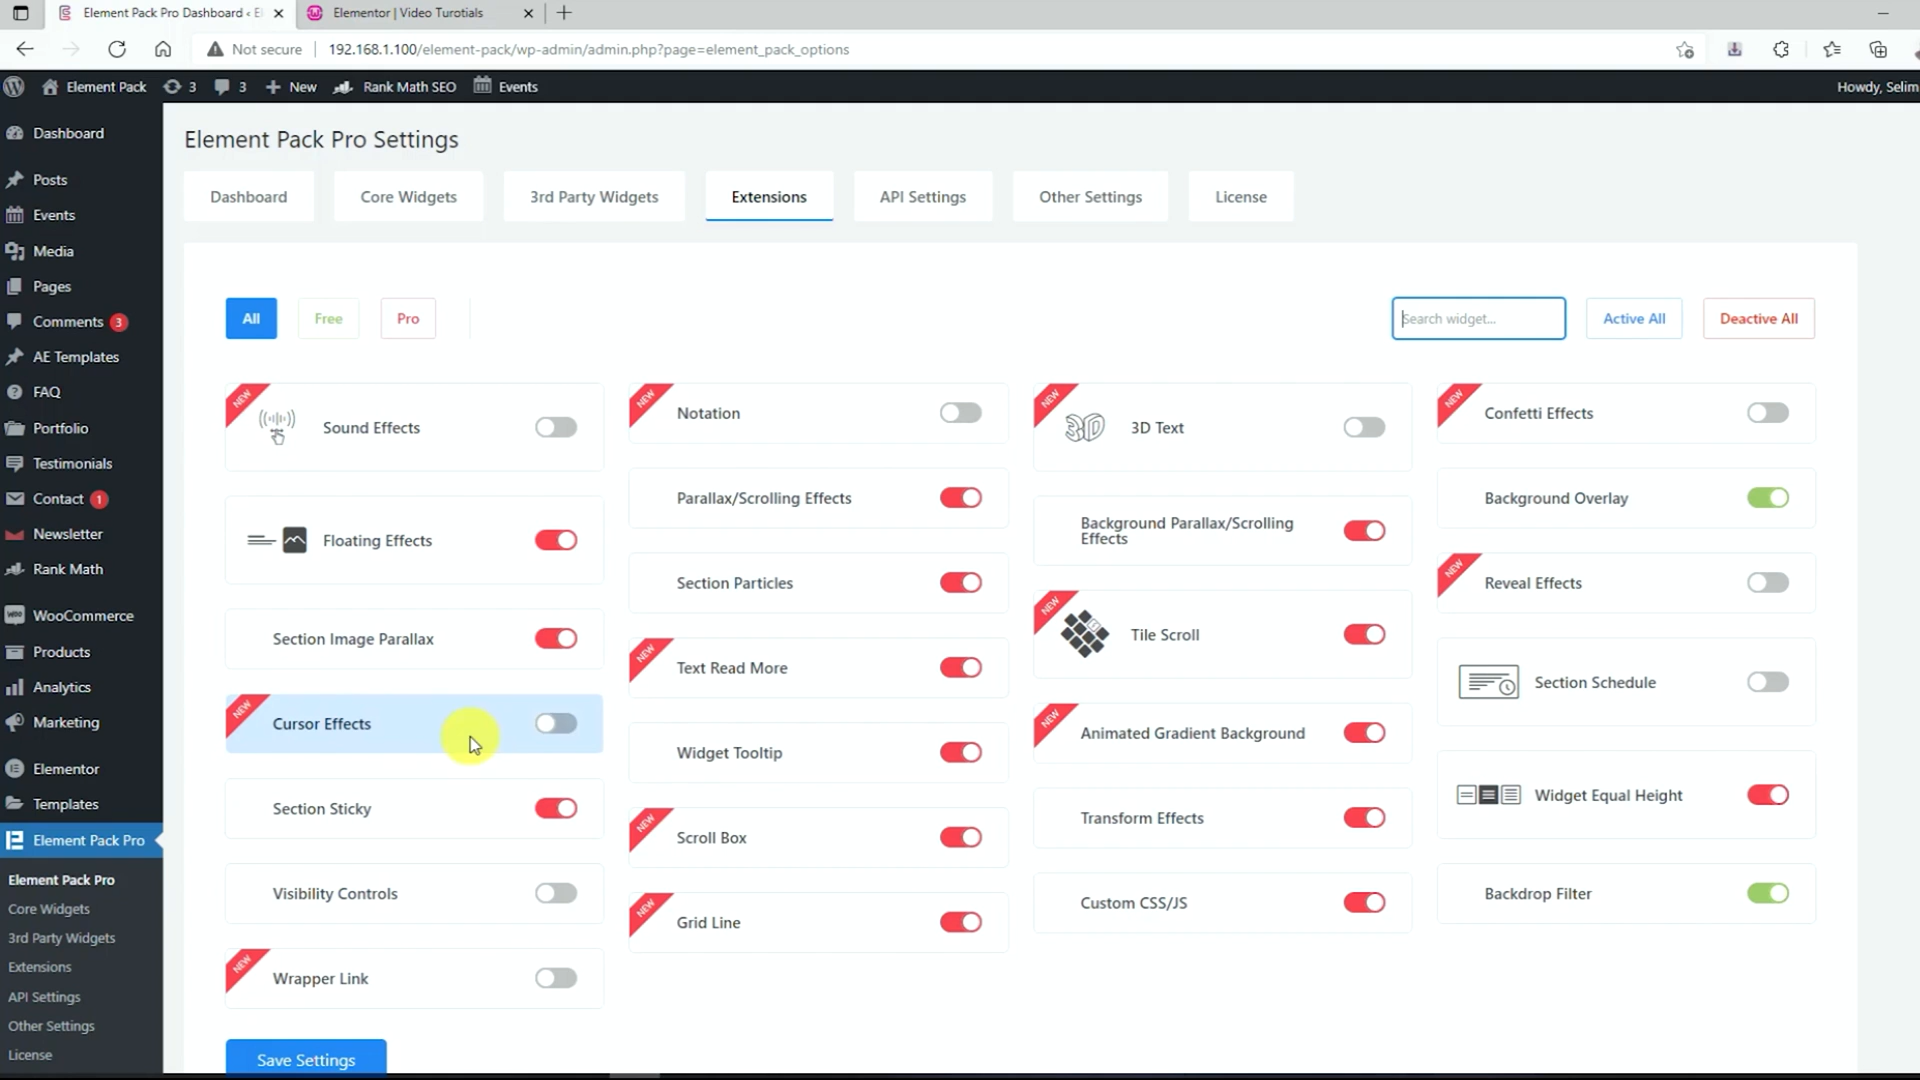 Element Pack Pro Dashboard ‹ El
Elementor | Video Turotials
Not secure
192.168.1.100/element-pack/wp-admin/admin.php?page=element_pack_options
Element Pack
3
3
New
Rank Math SEO
Events
Howdy, Selim
Dashboard
Posts
Events
Media
Pages
Comments 3
AE Templates
FAQ
Portfolio
Testimonials
Contact 1
Newsletter
Rank Math
WooCommerce
Products
Analytics
Marketing
Elementor
Templates
Element Pack Pro
Element Pack Pro
Core Widgets
3rd Party Widgets
Extensions
API Settings
Other Settings
License
Element Pack Pro Settings
Dashboard
Core Widgets
3rd Party Widgets
Extensions
API Settings
Other Settings
License
All
Free
Pro
Search widget...
Active All
Deactive All
NEW
Sound Effects
Floating Effects
Section Image Parallax
NEW
Cursor Effects
Section Sticky
Visibility Controls
NEW
Wrapper Link
NEW
Notation
Parallax/Scrolling Effects
Section Particles
NEW
Text Read More
Widget Tooltip
NEW
Scroll Box
NEW
Grid Line
NEW
3D
3D Text
Background Parallax/Scrolling
Effects
NEW
Tile Scroll
NEW
Animated Gradient Background
Transform Effects
Custom CSS/JS
NEW
Confetti Effects
Background Overlay
NEW
Reveal Effects
Section Schedule
Widget Equal Height
Backdrop Filter
Save Settings